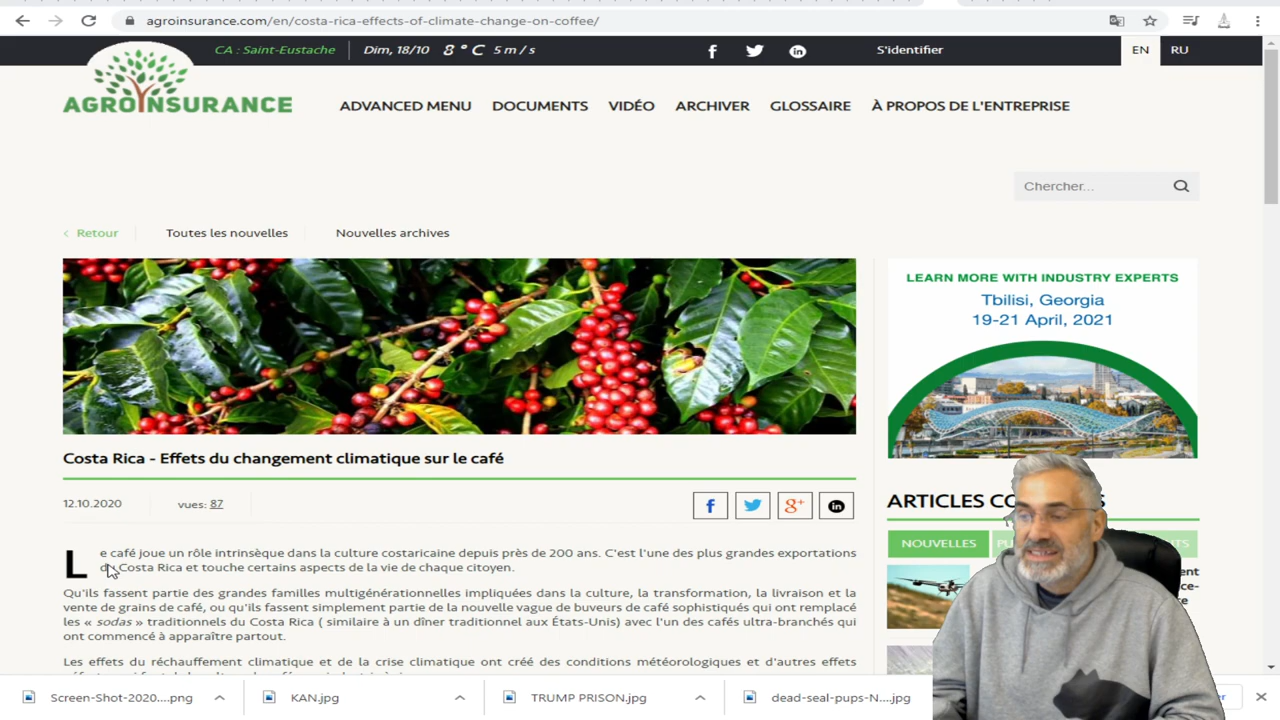 agroinsurance.com/en/costa-rica-effects-of-climate-change-on-coffee/
CA : Saint-Eustache
Dim, 18/10 8 ° C 5 m / s
S'identifier
EN RU
AGROINSURANCE
ADVANCED MENU DOCUMENTS VIDÉO ARCHIVER GLOSSAIRE À PROPOS DE L'ENTREPRISE
Chercher...
Retour Toutes les nouvelles Nouvelles archives
LEARN MORE WITH INDUSTRY EXPERTS
Tbilisi, Georgia
19-21 April, 2021
Costa Rica - Effets du changement climatique sur le café
12.10.2020 vues: 87
ARTICLES
NOUVELLES
Le café joue un rôle intrinsèque dans la culture costaricaine depuis près de 200 ans. C'est l'une des plus grandes exportations
du Costa Rica et touche certains aspects de la vie de chaque citoyen.
Qu'ils fassent partie des grandes familles multigénérationnelles impliquées dans la culture, la transformation, la livraison et la
vente de grains de café, ou qu'ils fassent simplement partie de la nouvelle vague de buveurs de café sophistiqués qui ont remplacé
les « sodas » traditionnels du Costa Rica ( similaire à un dîner traditionnel aux États-Unis) avec l'un des cafés ultra-branchés qui
ont commencé à apparaître partout.
Les effets du réchauffement climatique et de la crise climatique ont créé des conditions météorologiques et d'autres effets
Screen-Shot-2020....png KAN.jpg TRUMP PRISON.jpg dead-seal-pups-N....jpg